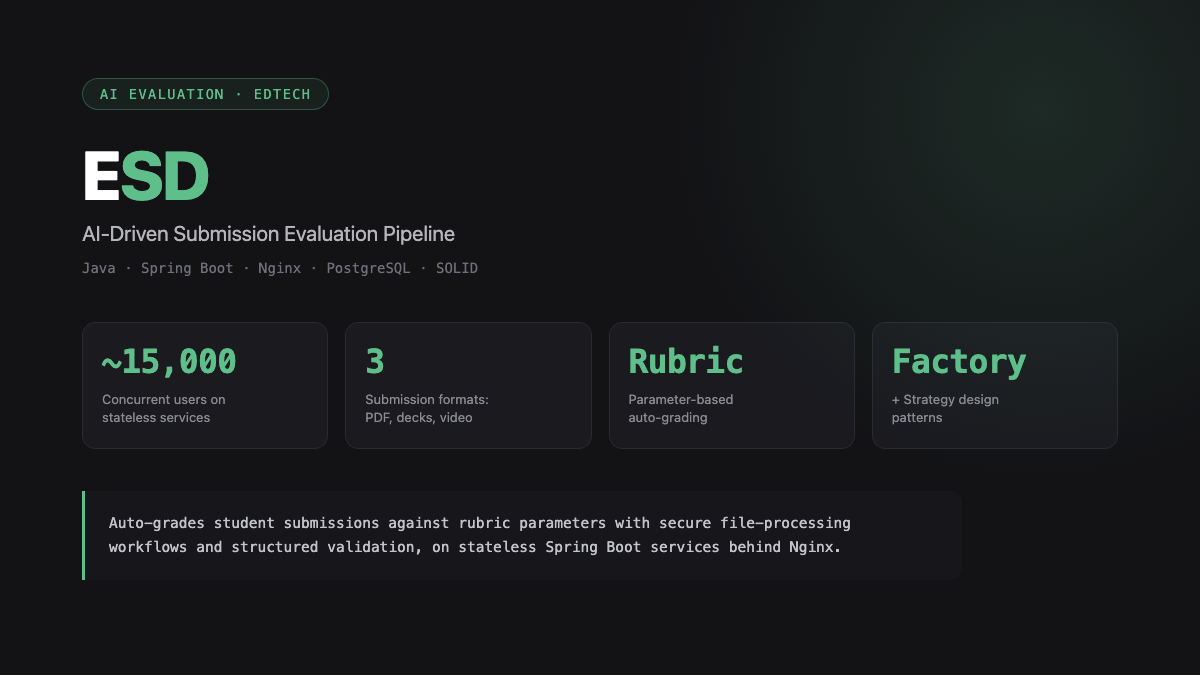 AI EVALUATION · EDTECH
ESD
AI-Driven Submission Evaluation Pipeline
Java · Spring Boot · Nginx · PostgreSQL · SOLID
~15,000
Concurrent users on
stateless services
3
Submission formats:
PDF, decks, video
Rubric
Parameter-based
auto-grading
Factory
+ Strategy design
patterns
Auto-grades student submissions against rubric parameters with secure file-processing
workflows and structured validation, on stateless Spring Boot services behind Nginx.